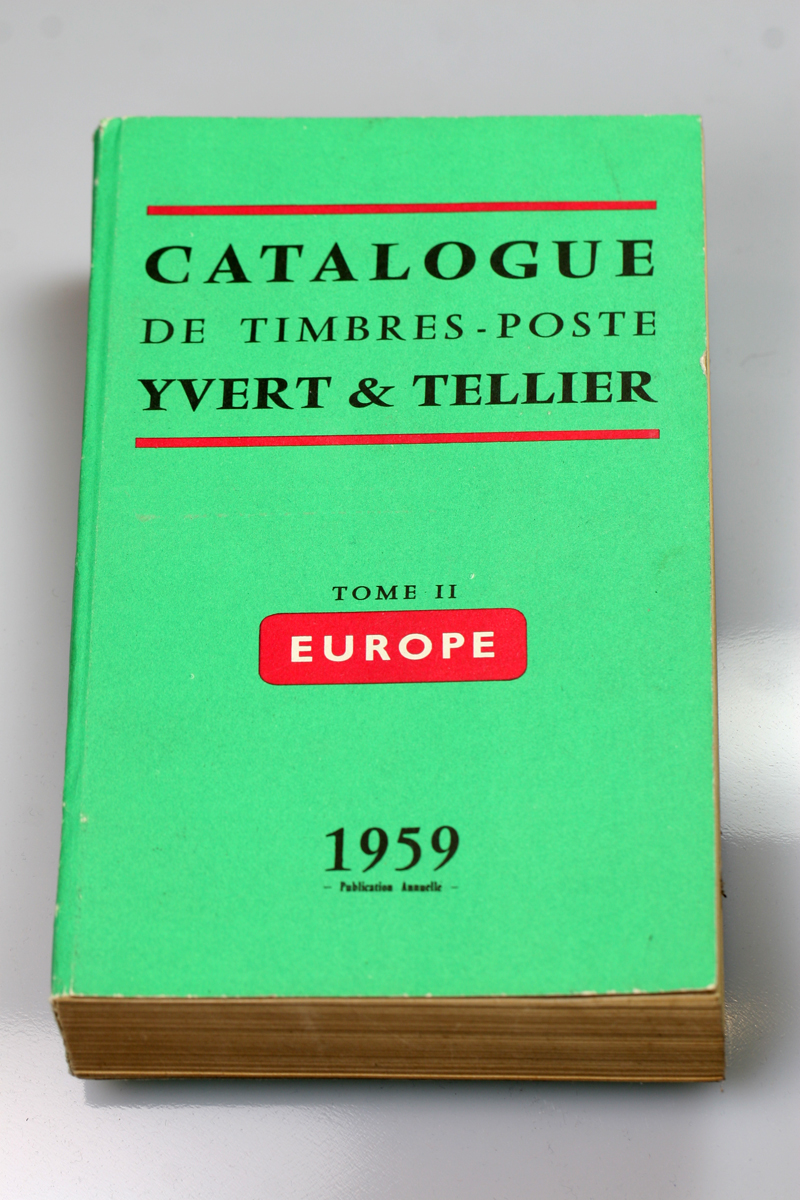 CATALOGUE
DE TIMBRES-POSTE
YVERT & TELLIER
TOME II
EUROPE
1959
– Publication Annuelle –